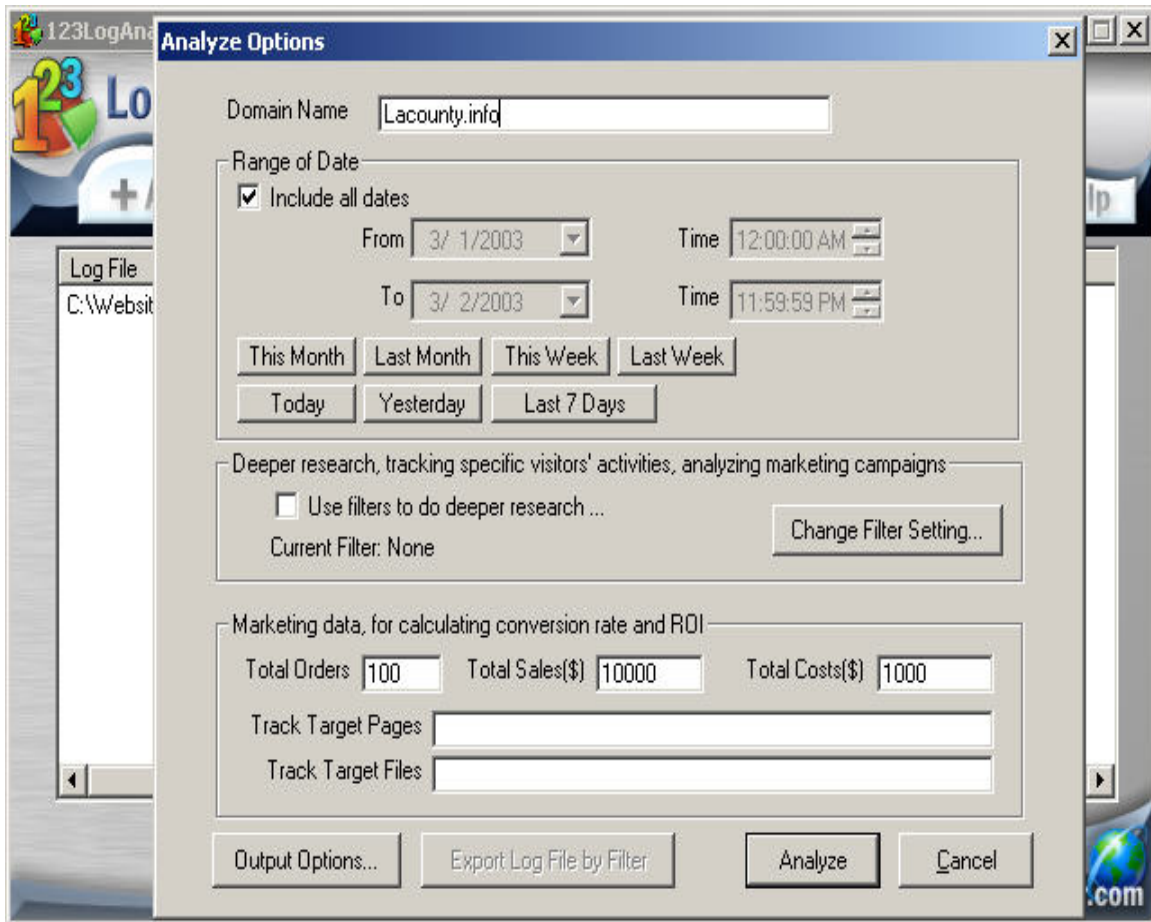 123LogAna
Analyze Options
123
Lo
Domain Name Lacounty.info
Range of Date
Include all dates
From 3/ 1/2003 Time 12:00:00 AM
To 3/ 2/2003 Time 11:59:59 PM
This Month Last Month This Week Last Week
Today Yesterday Last 7 Days
+ A
lp
Log File
C:\Websit
Deeper research, tracking specific visitors' activities, analyzing marketing campaigns
Use filters to do deeper research ...
Current Filter: None
Change Filter Setting...
Marketing data, for calculating conversion rate and ROI
Total Orders 100 Total Sales($) 10000 Total Costs($) 1000
Track Target Pages
Track Target Files
Output Options... Export Log File by Filter Analyze Cancel
.com